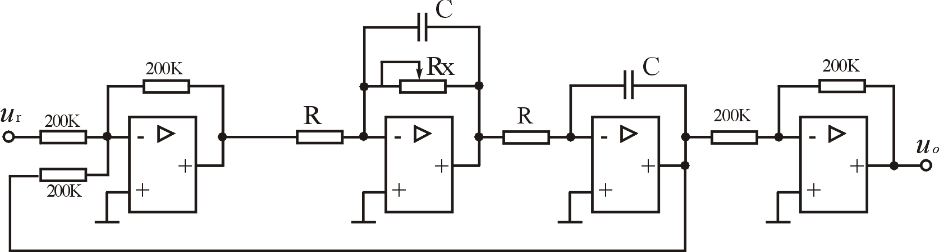 C
200K
Rx
C
200K
u_r
200K
R
R
200K
u_o
- ▷
- ▷
- ▷
- ▷
200K
+
+
+
+
+
+
+
+